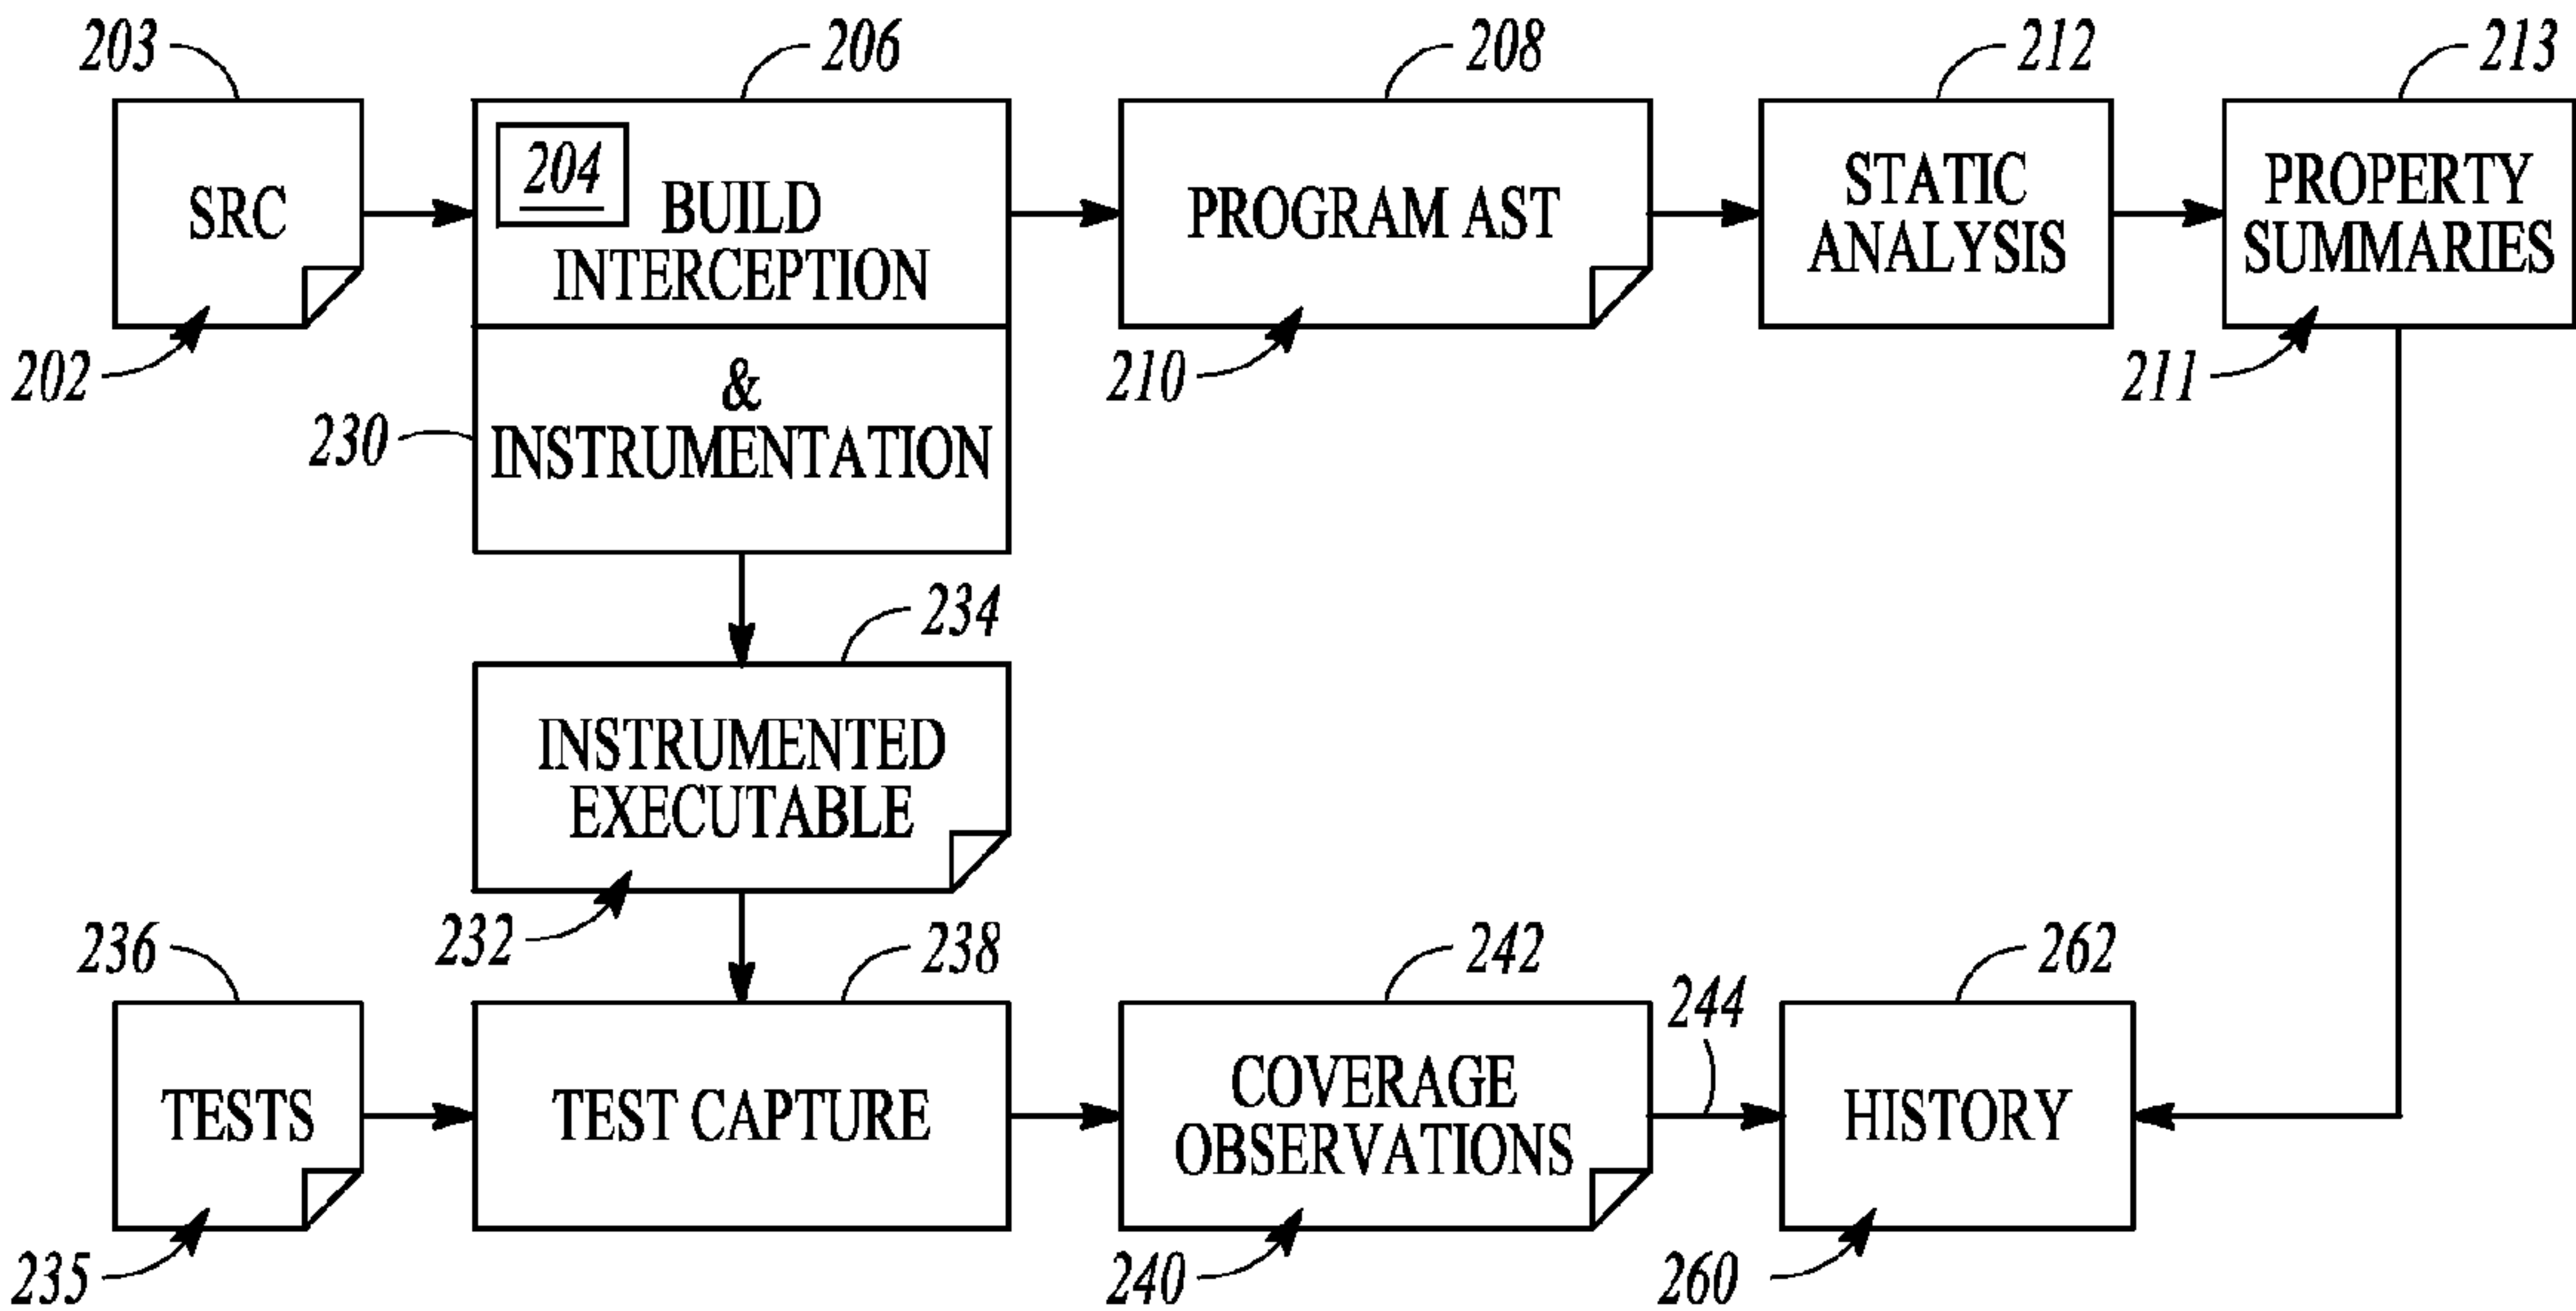 203
206
208
212
213
SRC
204
BUILD
INTERCEPTION
PROGRAM AST
STATIC
ANALYSIS
PROPERTY
SUMMARIES
202
210
211
230
&
INSTRUMENTATION
234
INSTRUMENTED
EXECUTABLE
232
236
238
242
244
262
TESTS
TEST CAPTURE
COVERAGE
OBSERVATIONS
HISTORY
235
240
260